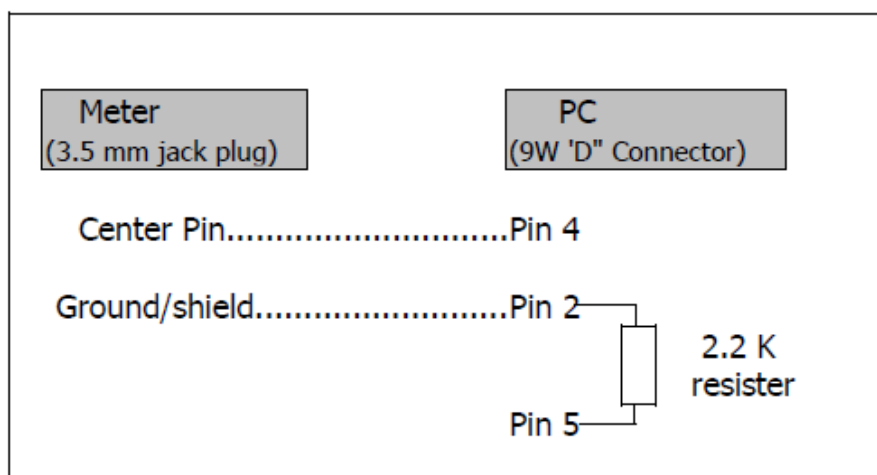 Meter PC
(3.5 mm jack plug) (9W 'D" Connector)
Center Pin.............................Pin 4
Ground/shield..........................Pin 2
2.2 K
resister
Pin 5